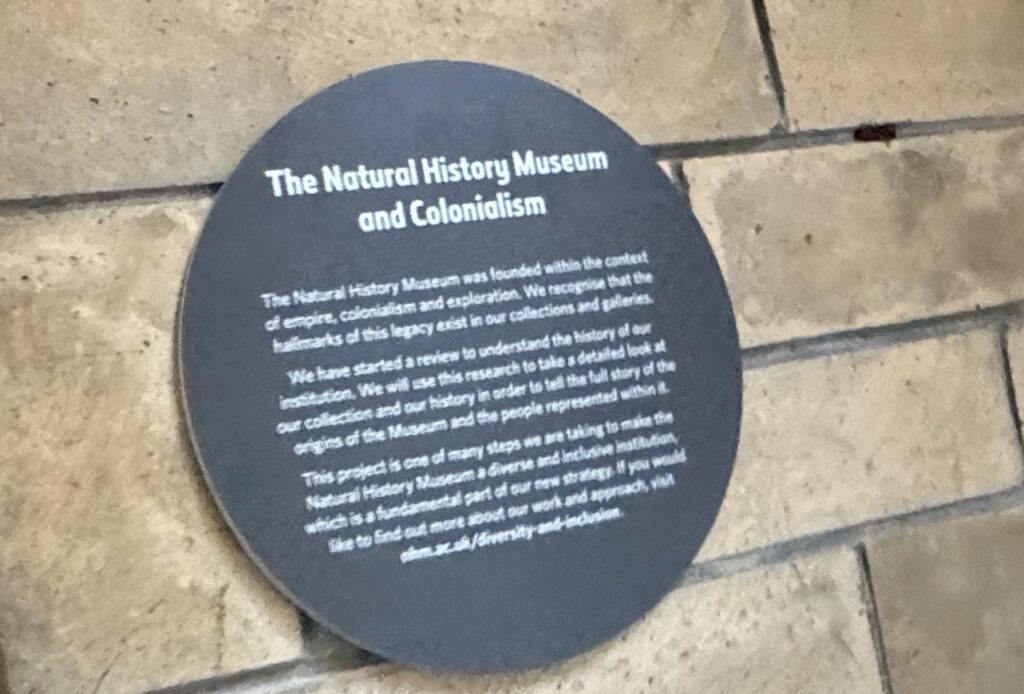 The Natural History Museum
and Colonialism
The Natural History Museum was founded within the context
of empire, colonialism and exploration. We recognise that the
hallmarks of this legacy exist in our collections and galleries.
We have started a review to understand the history of our
institution. We will use this research to take a detailed look at
our collection and our history in order to tell the full story of the
origins of the Museum and the people represented within it.
This project is one of many steps we are taking to make the
Natural History Museum a diverse and inclusive institution,
which is a fundamental part of our new strategy. If you would
like to find out more about our work and approach, visit
nhm.ac.uk/diversity-and-inclusion.